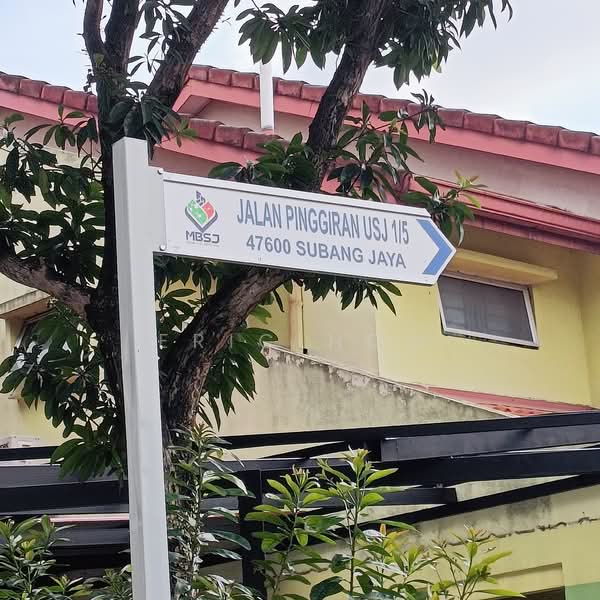 JALAN PINGGIRAN USJ 1/5
MBSJ
47600 SUBANG JAYA